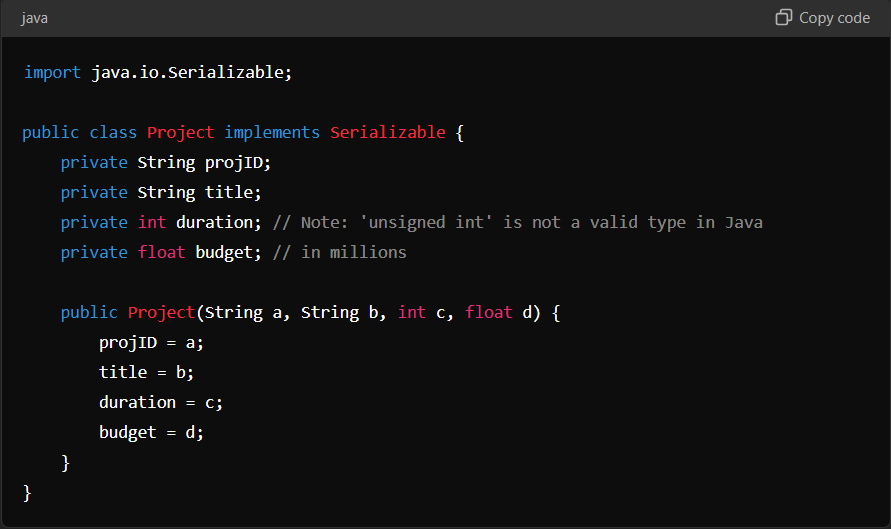 java
Copy code
import java.io.Serializable;
public class Project implements Serializable {
    private String projID;
    private String title;
    private int duration; // Note: 'unsigned int' is not a valid type in Java
    private float budget; // in millions
    public Project(String a, String b, int c, float d) {
        projID = a;
        title = b;
        duration = c;
        budget = d;
    }
}